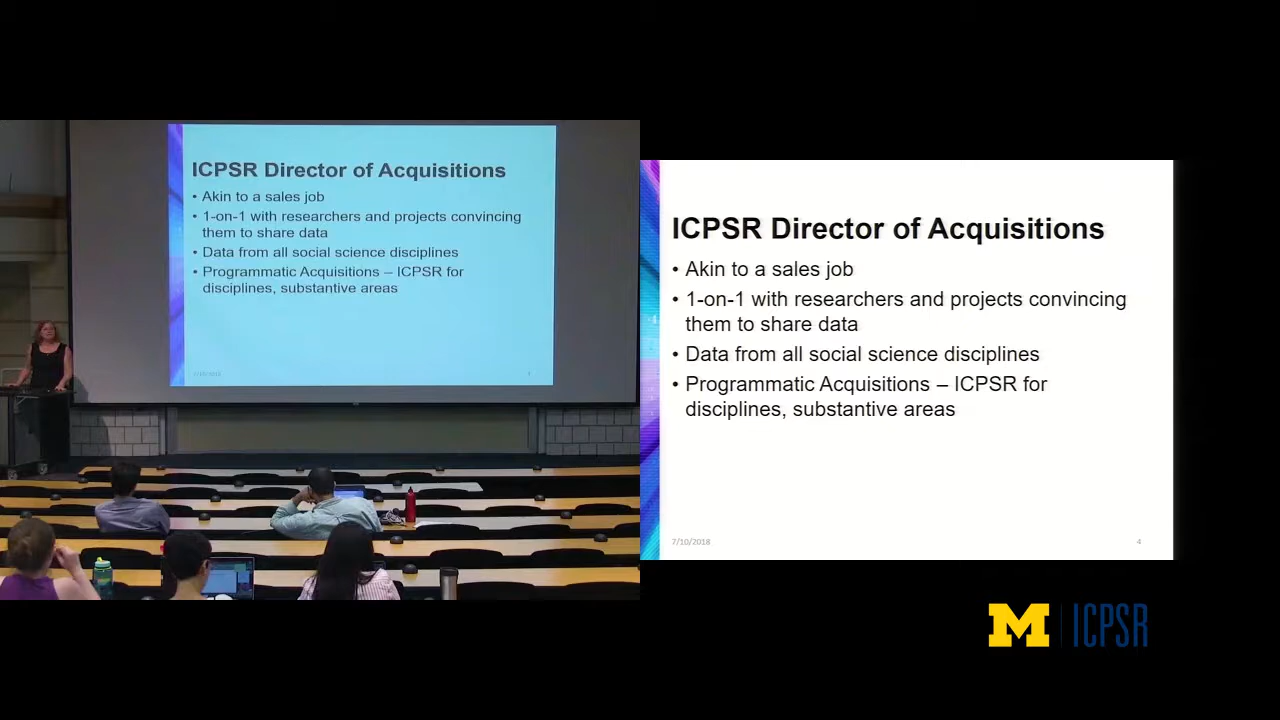 ICPSR Director of Acquisitions
• Akin to a sales job
• 1-on-1 with researchers and projects convincing
them to share data
• Data from all social science disciplines
• Programmatic Acquisitions – ICPSR for
disciplines, substantive areas
ICPSR Director of Acquisitions
• Akin to a sales job
• 1-on-1 with researchers and projects convincing
them to share data
• Data from all social science disciplines
• Programmatic Acquisitions – ICPSR for
disciplines, substantive areas
7/10/2018 4
M ICPSR